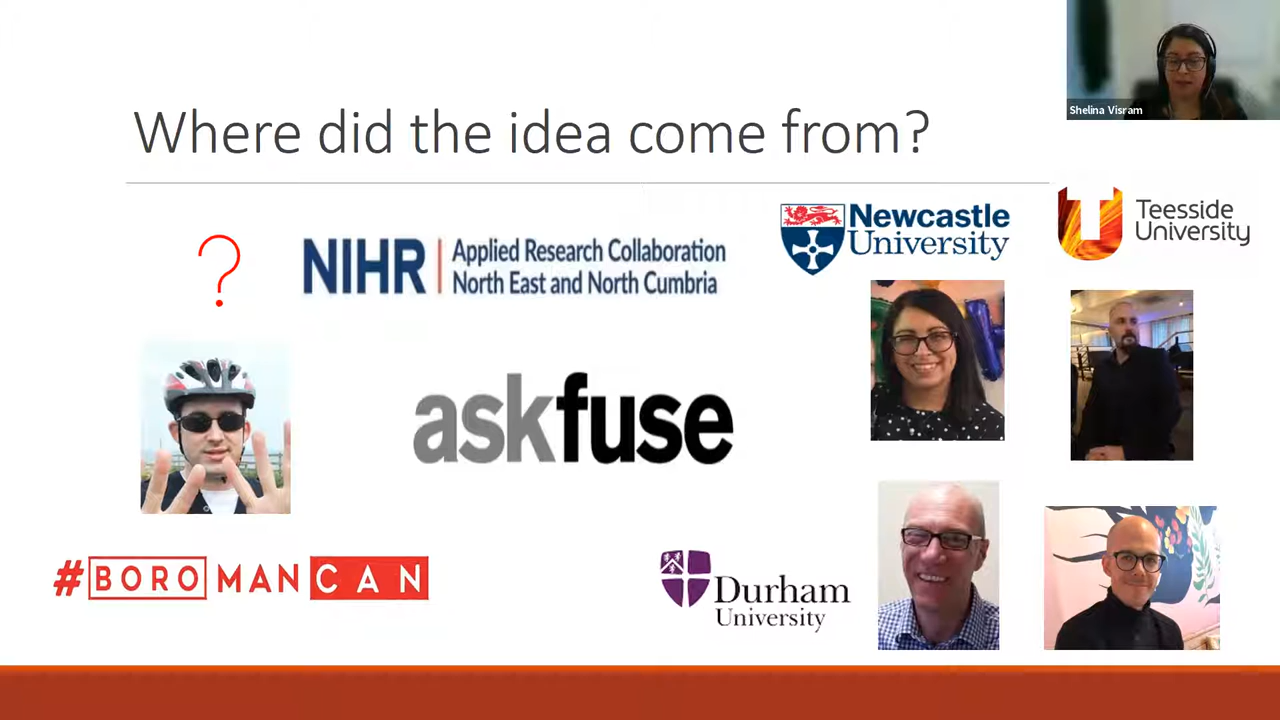 Shelina Visram
Where did the idea come from?
?
NIHR
Applied Research Collaboration
North East and North Cumbria
Newcastle
University
Teesside
University
askfuse
#BOROMANCAN
Durham
University